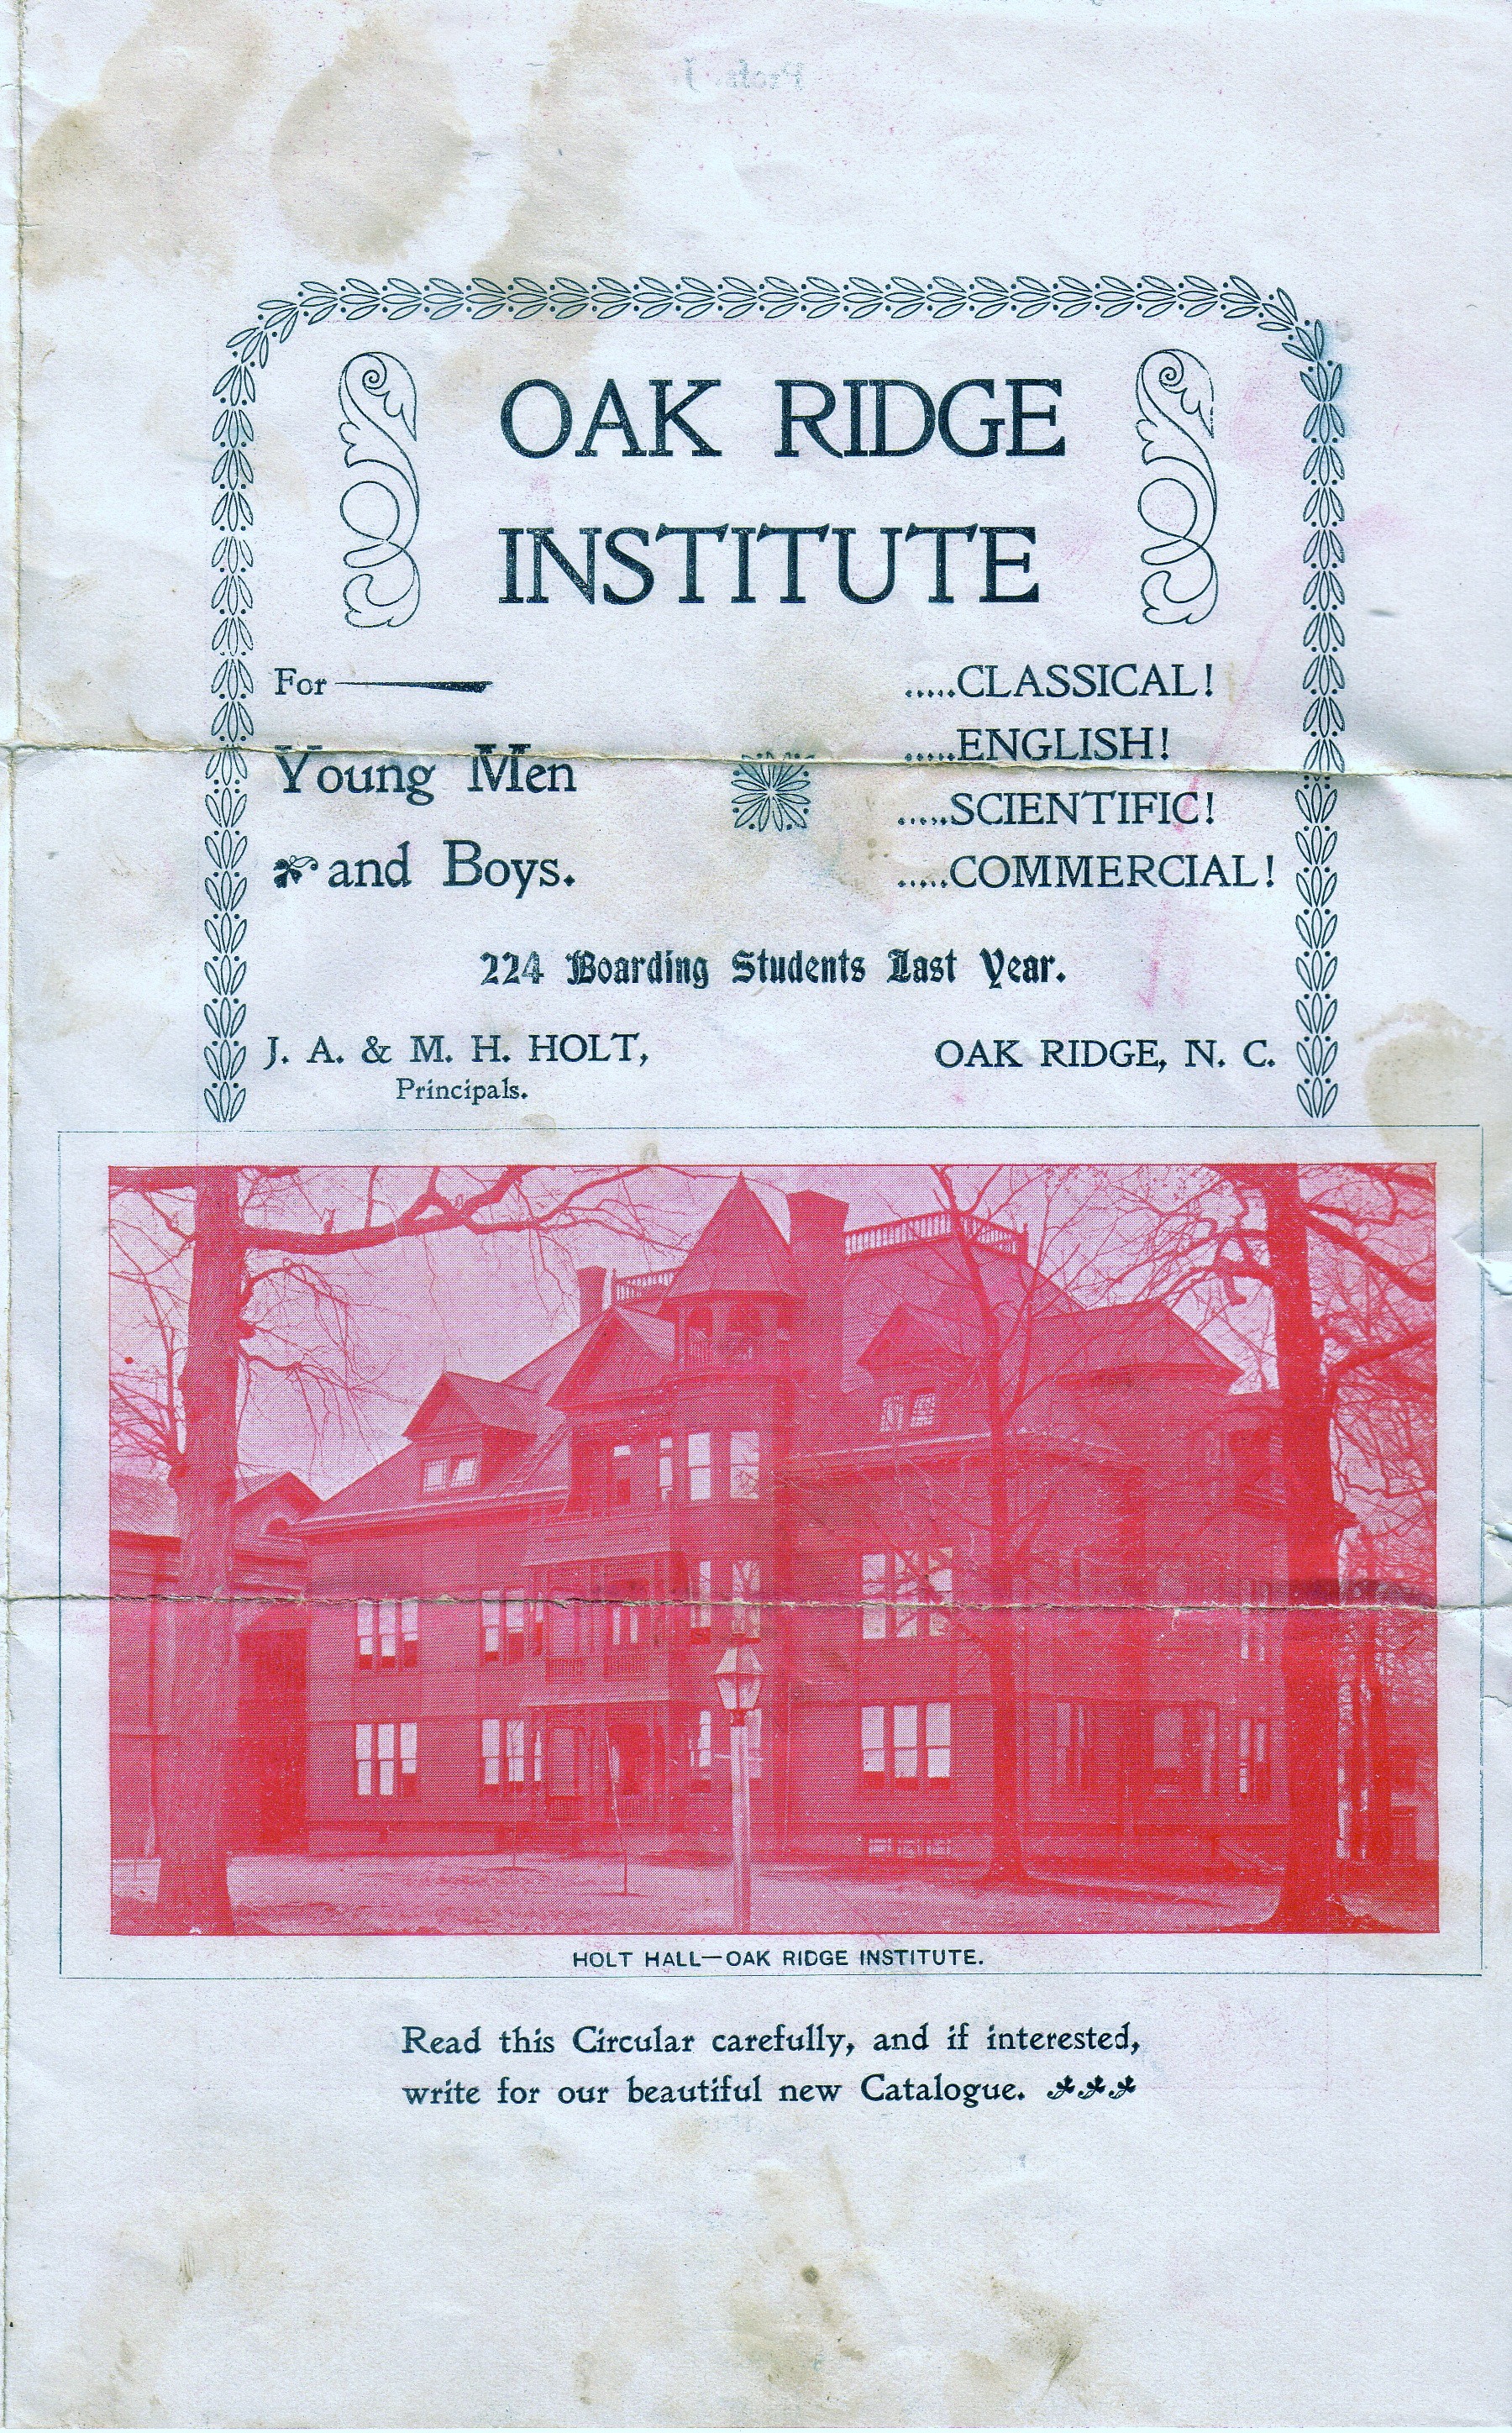 OAK RIDGE
INSTITUTE
For
Young Men
and Boys.
.....CLASSICAL!
.....ENGLISH!
.....SCIENTIFIC!
.....COMMERCIAL!
224 Boarding Students Last Year.
J. A. & M. H. HOLT,
Principals.
OAK RIDGE, N. C.
HOLT HALL—OAK RIDGE INSTITUTE.
Read this Circular carefully, and if interested,
write for our beautiful new Catalogue.